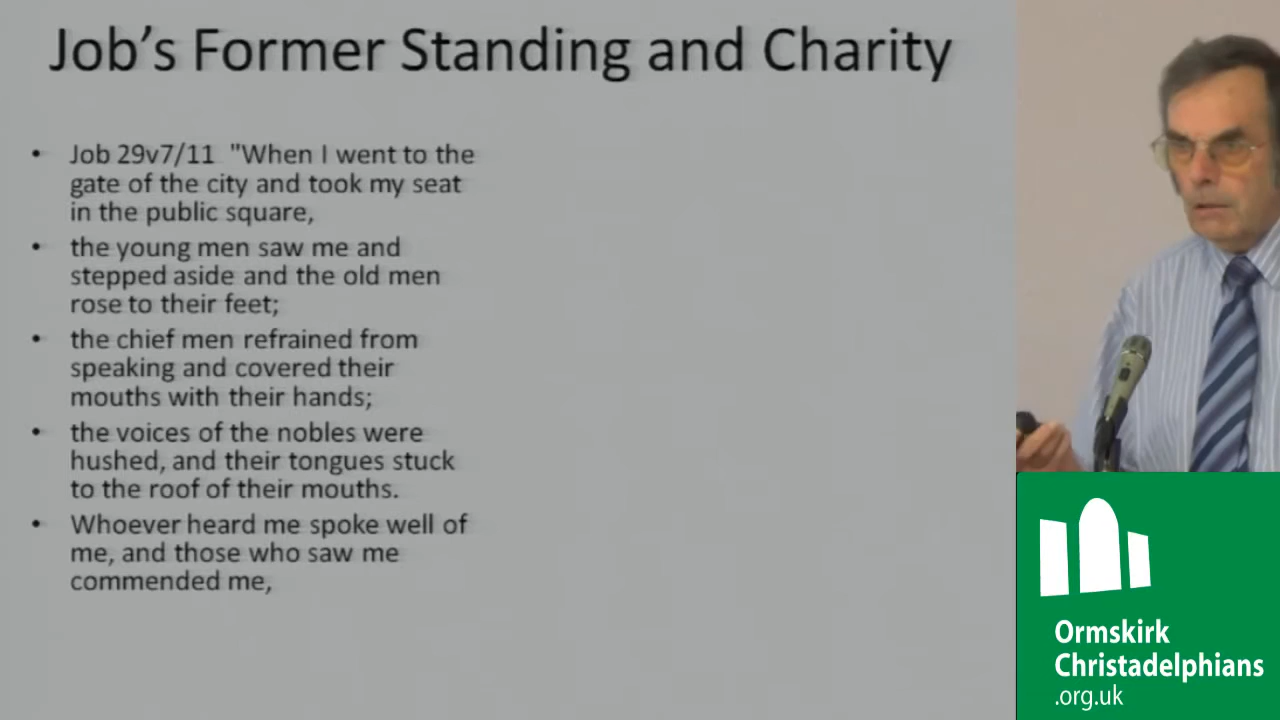 Job's Former Standing and Charity
• Job 29v7/11 "When I went to the
gate of the city and took my seat
in the public square,
• the young men saw me and
stepped aside and the old men
rose to their feet;
• the chief men refrained from
speaking and covered their
mouths with their hands;
• the voices of the nobles were
hushed, and their tongues stuck
to the roof of their mouths.
• Whoever heard me spoke well of
me, and those who saw me
commended me,
Ormskirk
Christadelphians
.org.uk